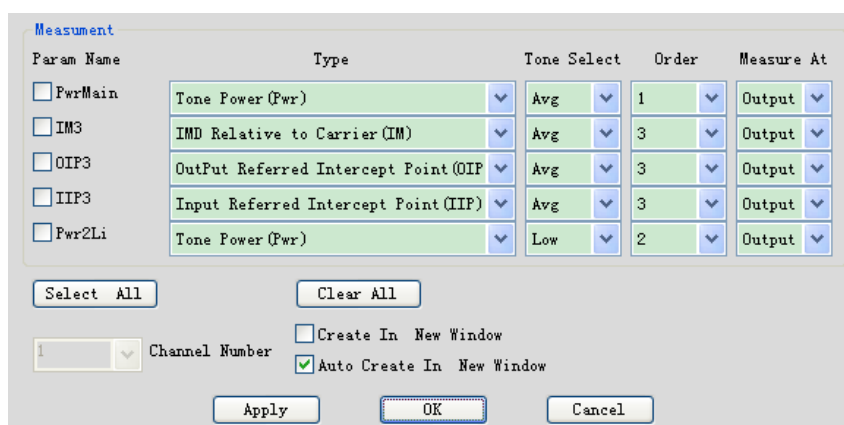 Measument
Param Name Type Tone Select Order Measure At
PwrMain Tone Power(Pwr) Avg 1 Output
IM3 IMD Relative to Carrier(IM) Avg 3 Output
OIP3 OutPut Referred Intercept Point(OIP Avg 3 Output
IIP3 Input Referred Intercept Point(IIP) Avg 3 Output
Pwr2Li Tone Power(Pwr) Low 2 Output
Select All Clear All
Create In New Window
1 Channel Number
Auto Create In New Window
Apply OK Cancel